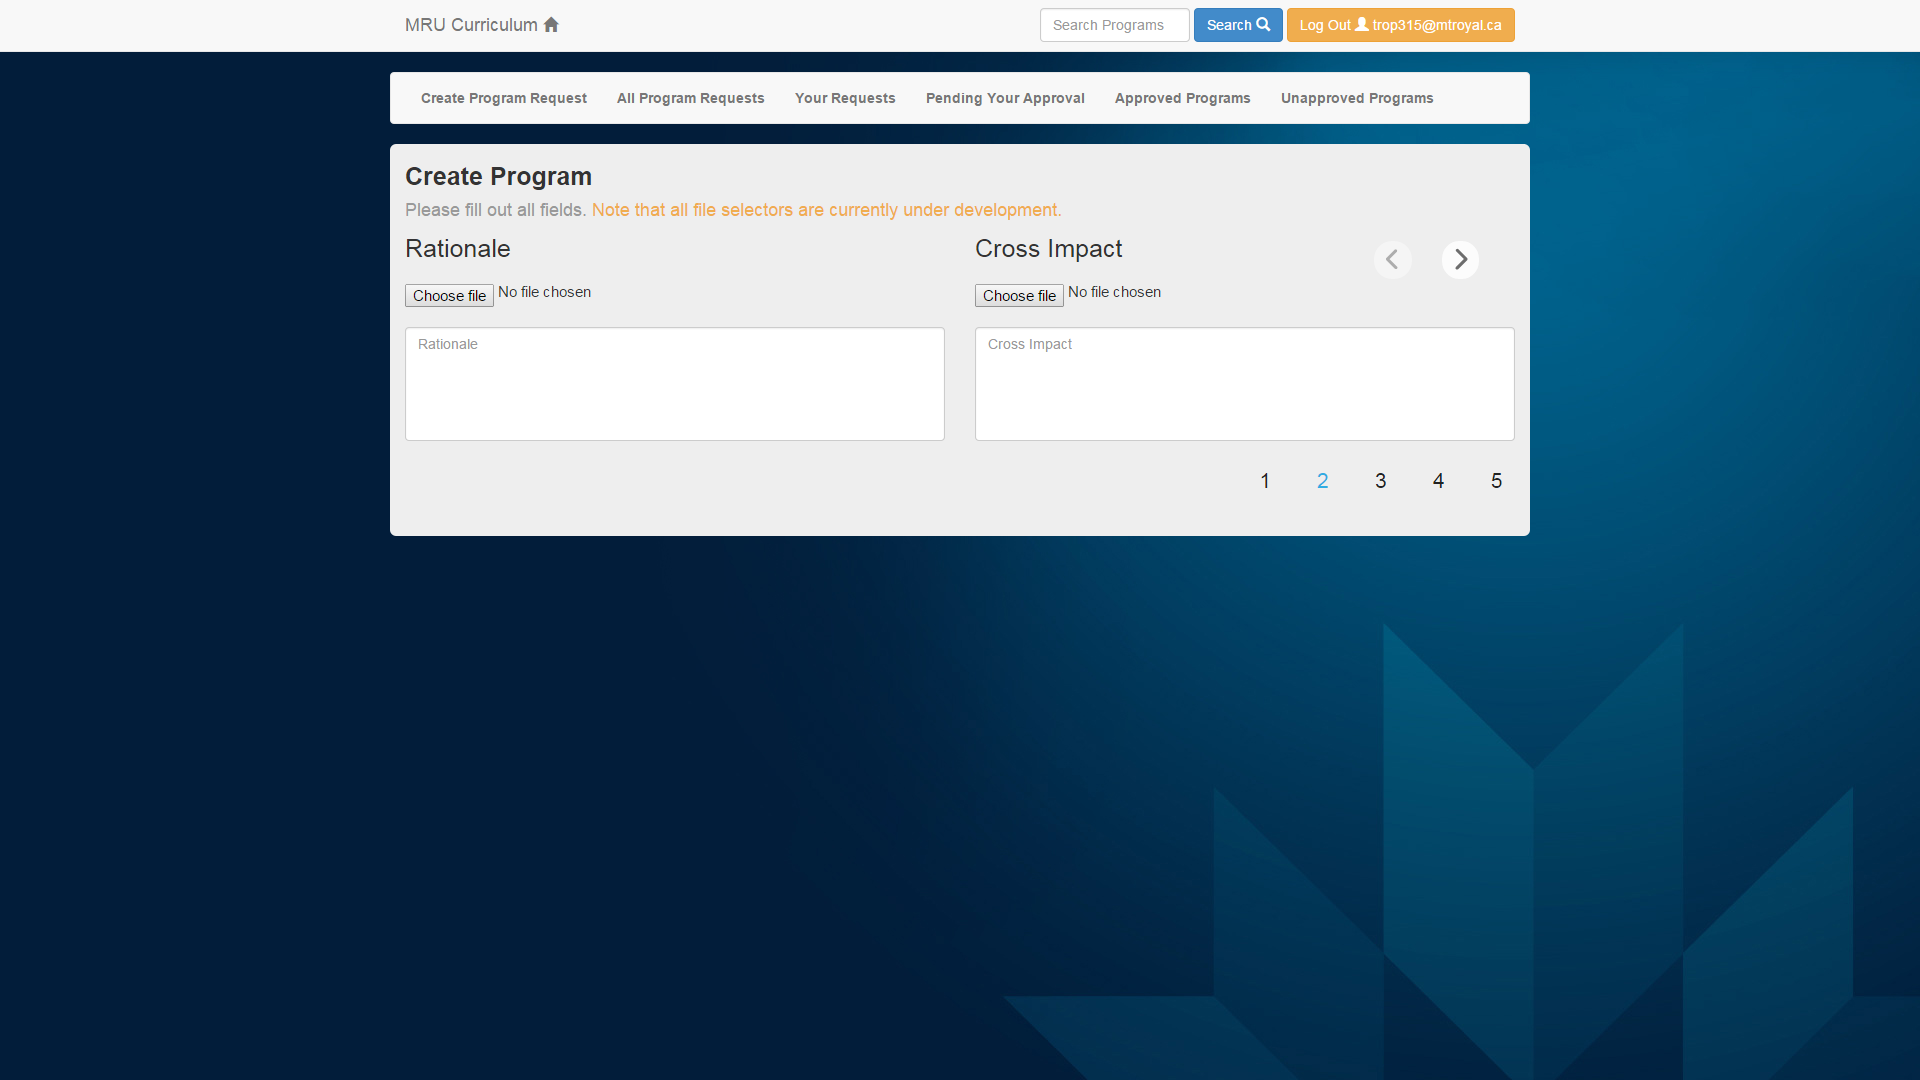 MRU Curriculum
Search Programs
Search
Log Out trop315@mtroyal.ca
Create Program Request
All Program Requests
Your Requests
Pending Your Approval
Approved Programs
Unapproved Programs
Create Program
Please fill out all fields. Note that all file selectors are currently under development.
Rationale
Choose file No file chosen
Rationale
Cross Impact
Choose file No file chosen
Cross Impact
1 2 3 4 5